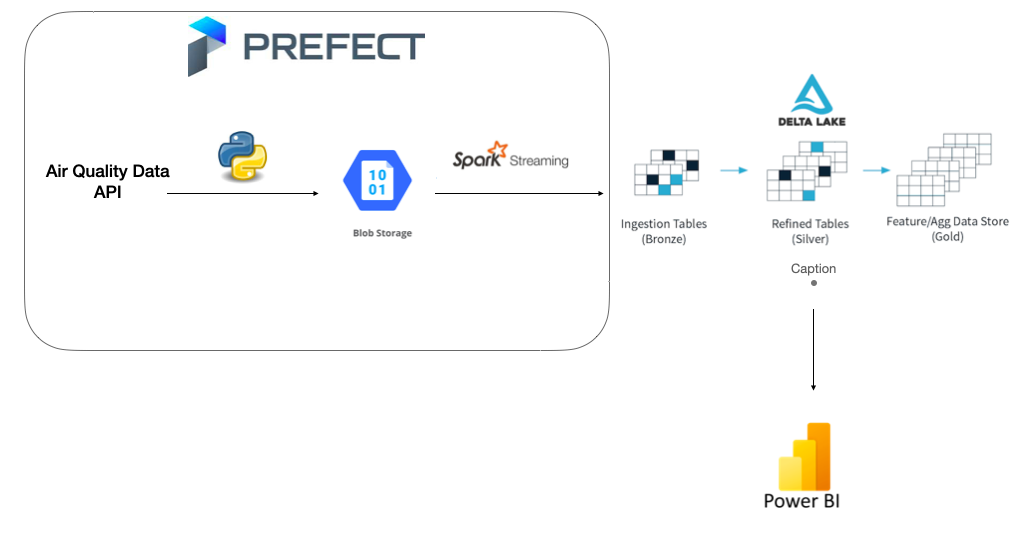 PREFECT
Air Quality Data
API
10
01
Blob Storage
Spark Streaming
DELTA LAKE
Ingestion Tables
(Bronze)
Refined Tables
(Silver)
Feature/Agg Data Store
(Gold)
Caption
Power BI